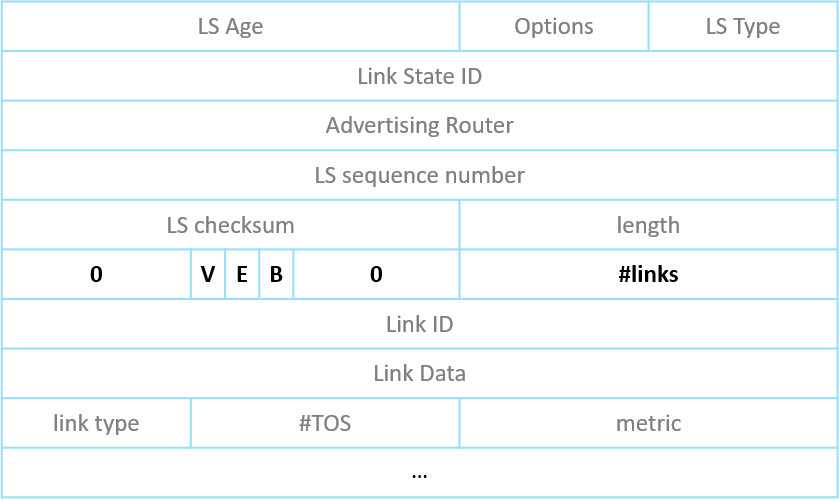 LS Age Options LS Type
Link State ID
Advertising Router
LS sequence number
LS checksum length
0 V E B 0 #links
Link ID
Link Data
link type #TOS metric
...